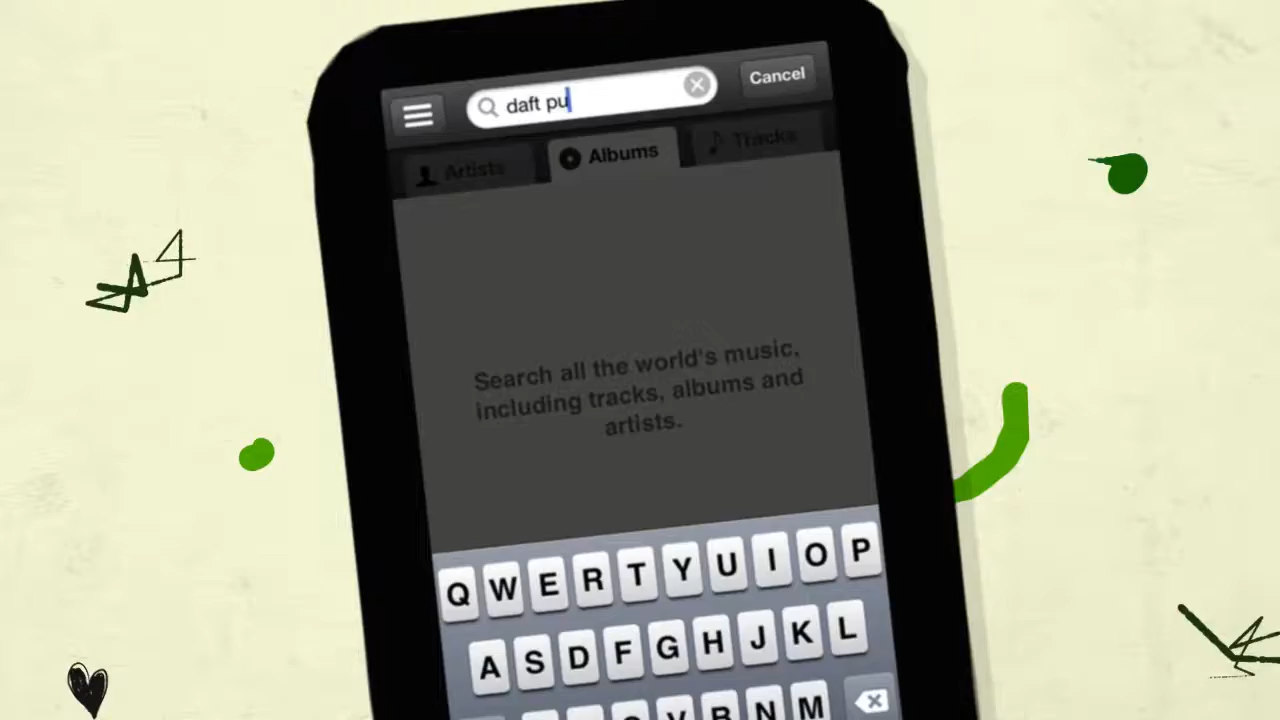 daft pu
Cancel
Artists
Albums
Tracks
Search all the world's music,
including tracks, albums and
artists.
Q W E R T Y U I O P
A S D F G H J K L
V B N M